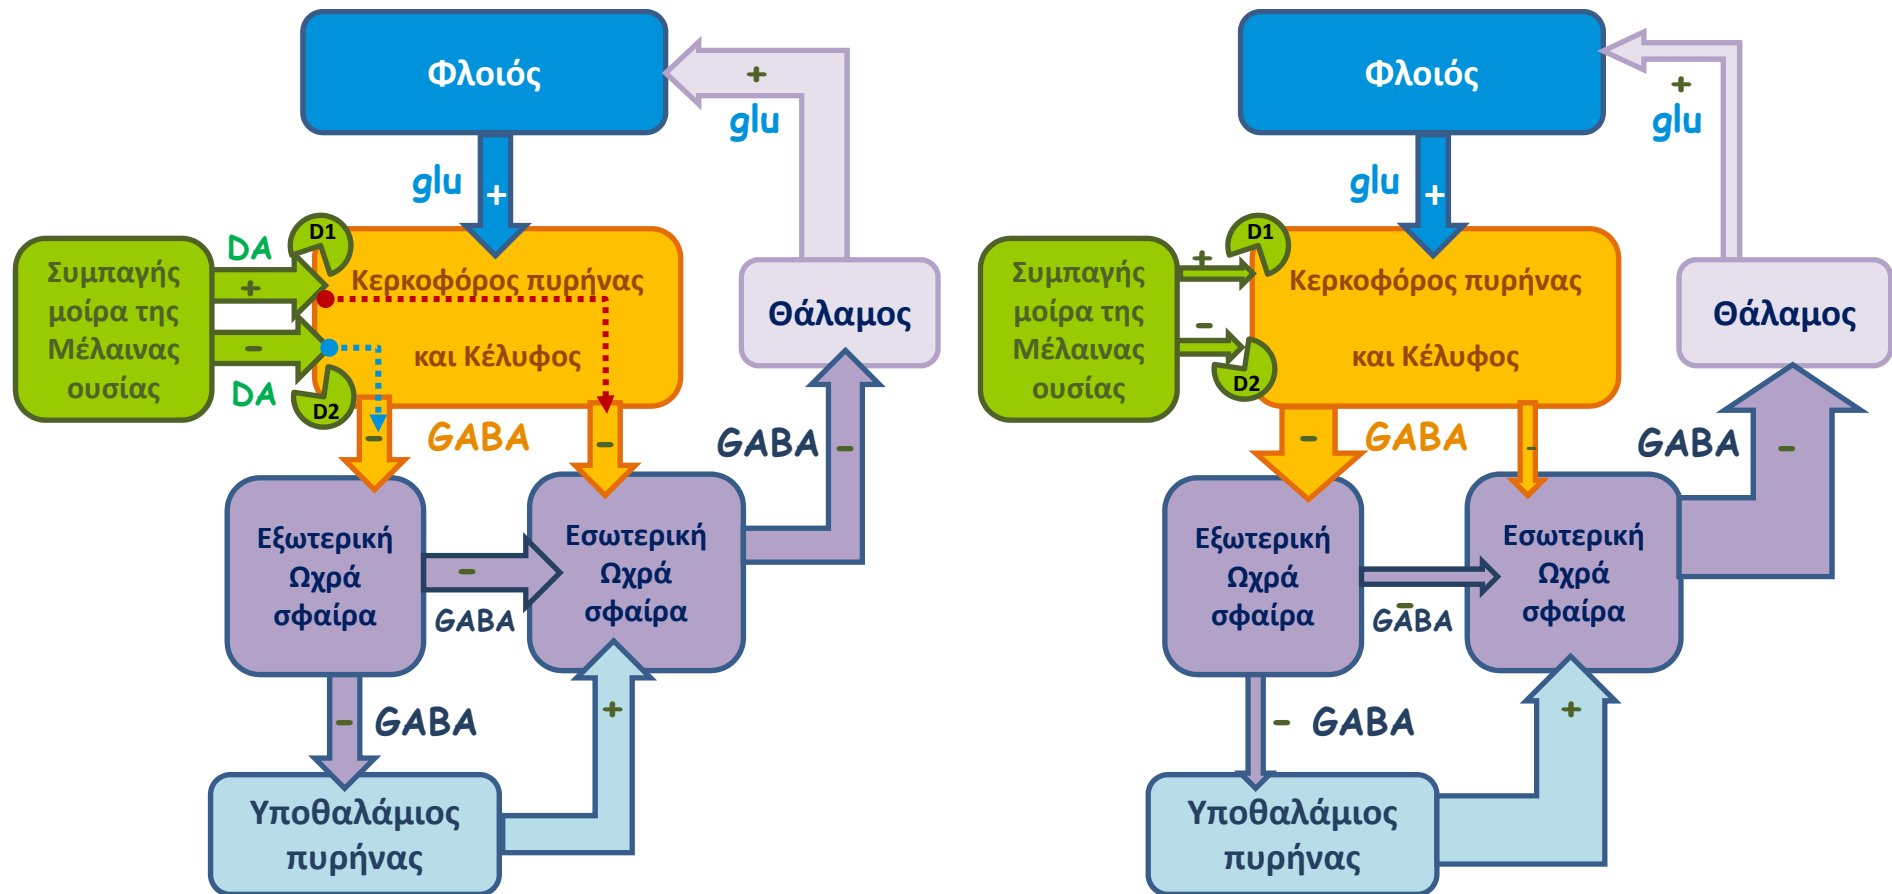 Φλοιός
+
glu
glu
+
DA
D1
Συμπαγής
μοίρα της
Μέλαινας
ουσίας
+
-
DA
D2
Κερκοφόρος πυρήνας
και Κέλυφος
Θάλαμος
-
GABA
-
GABA
-
Εξωτερική
Ωχρά
σφαίρα
-
GABA
Εσωτερική
Ωχρά
σφαίρα
-
GABA
+
Υποθαλάμιος
πυρήνας
Φλοιός
+
glu
glu
+
D1
Συμπαγής
μοίρα της
Μέλαινας
ουσίας
+
-
D2
Κερκοφόρος πυρήνας
και Κέλυφος
Θάλαμος
-
GABA
-
GABA
-
Εξωτερική
Ωχρά
σφαίρα
-
GABA
Εσωτερική
Ωχρά
σφαίρα
-
GABA
+
Υποθαλάμιος
πυρήνας